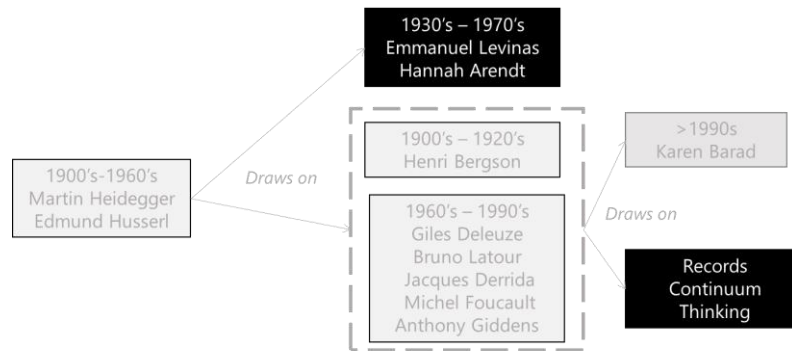 1900's-1960's
Martin Heidegger
Edmund Husserl
Draws on
1930's – 1970's
Emmanuel Levinas
Hannah Arendt
1900's – 1920's
Henri Bergson
1960's – 1990's
Giles Deleuze
Bruno Latour
Jacques Derrida
Michel Foucault
Anthony Giddens
Draws on
>1990s
Karen Barad
Records
Continuum
Thinking